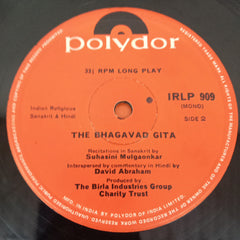 polydor
33⅓ RPM LONG PLAY
IRLP 909
(MONO)
Indian Religious
Sanskrit & Hindi
SIDE 2
THE BHAGAVAD GITA
Recitations in Sanskrit by
Suhasini Mulgaonkar
Interspersed by commentary in Hindi by
David Abraham
Produced by
The Birla Industries Group
Charity Trust
INDIA BY POLYDOR OF INDIA LIMITED.